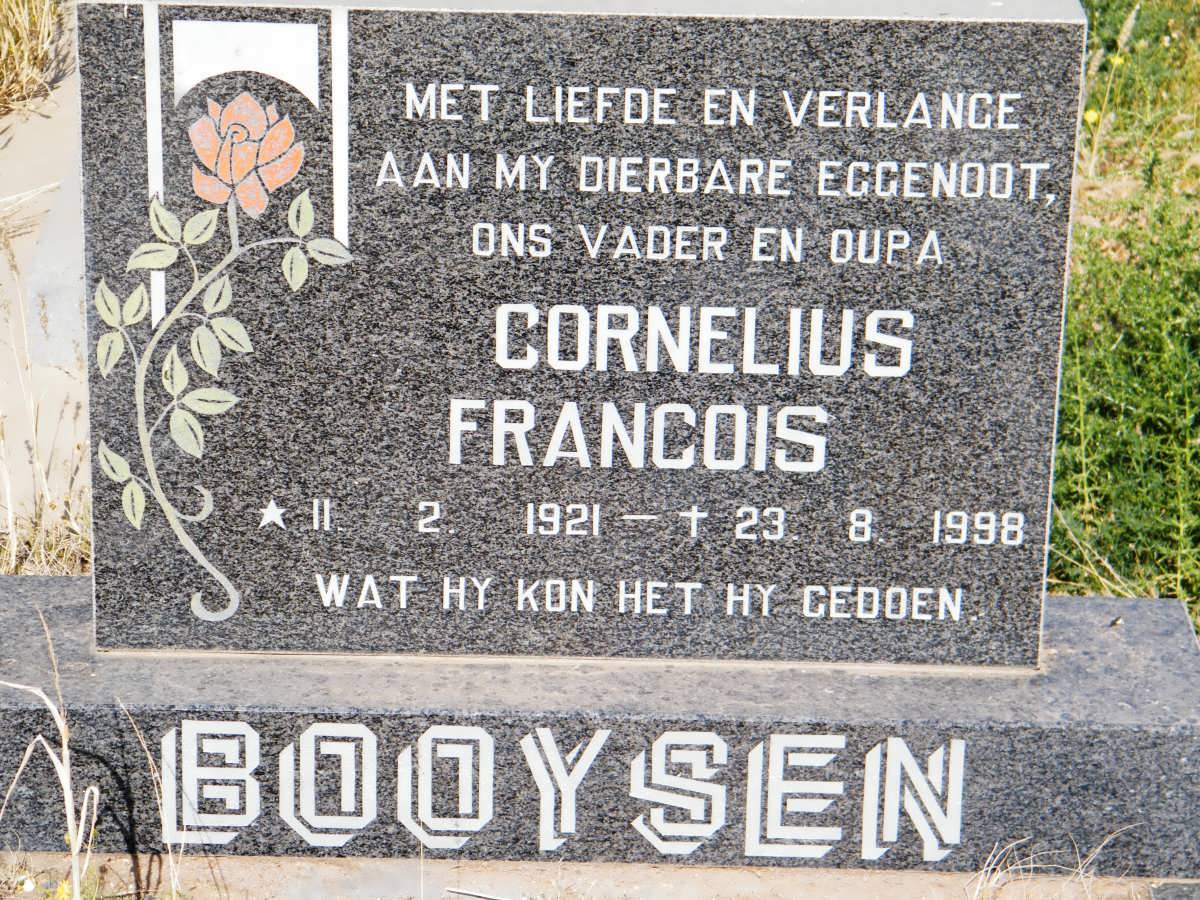 MET LIEFDE EN VERLANGE
AAN MY DIERBARE EGGENOOT,
ONS VADER EN OUPA
CORNELIUS
FRANCOIS
★ 11. 2. 1921 — † 23. 8. 1998
WAT HY KON HET HY GEDOEN.
BOOYSEN